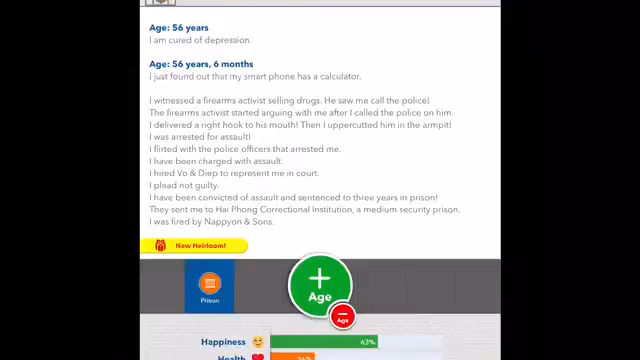 Age: 56 years
I am cured of depression.
Age: 56 years, 6 months
I just found out that my smart phone has a calculator.
I witnessed a firearms activist selling drugs. He saw me call the police!
The firearms activist started arguing with me after I called the police on him.
I delivered a right hook to his mouth! Then I uppercutted him in the armpit!
I was arrested for assault!
I flirted with the police officers that arrested me.
I have been charged with assault.
I hired Vo & Diep to represent me in court.
I plead not guilty.
I have been convicted of assault and sentenced to three years in prison!
They sent me to Hai Phong Correctional Institution, a medium security prison.
I was fired by Nappyon & Sons.
New Heirloom!
Prison
+
Age
–
Age
Happiness 63%
Health